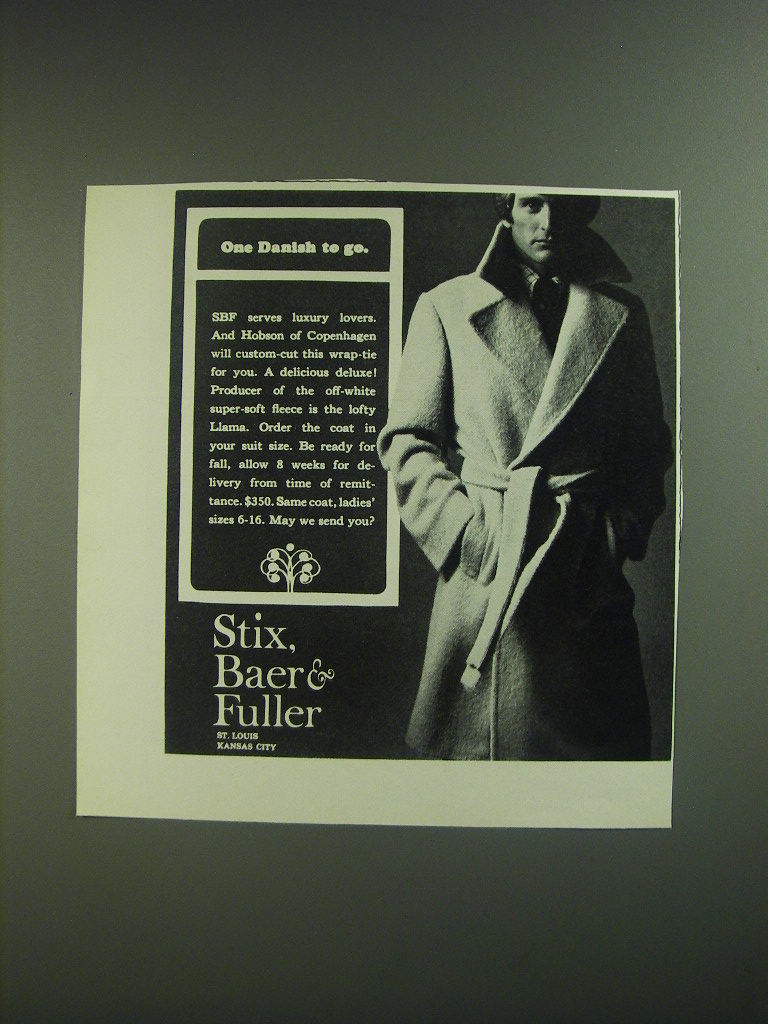 One Danish to go.
SBF serves luxury lovers.
And Hobson of Copenhagen
will custom-cut this wrap-tie
for you. A delicious deluxe!
Producer of the off-white
super-soft fleece is the lofty
Llama. Order the coat in
your suit size. Be ready for
fall, allow 8 weeks for de-
livery from time of remit-
tance. $350. Same coat, ladies'
sizes 6-16. May we send you?
Stix,
Baer &
Fuller
ST. LOUIS
KANSAS CITY